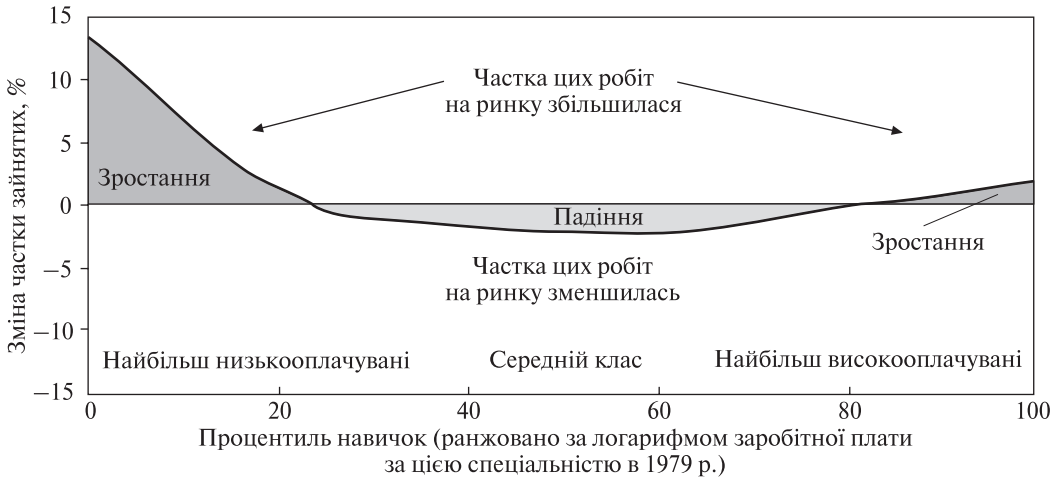 Зміна частки зайнятих, %
15
10
5
0
−5
−10
−15
Частка цих робіт
на ринку збільшилася
Зростання
Падіння
Зростання
Частка цих робіт
на ринку зменшилась
Найбільш низькооплачувані
Середній клас
Найбільш високооплачувані
0
20
40
60
80
100
Процентиль навичок (ранжовано за логарифмом заробітної плати
за цією спеціальністю в 1979 р.)